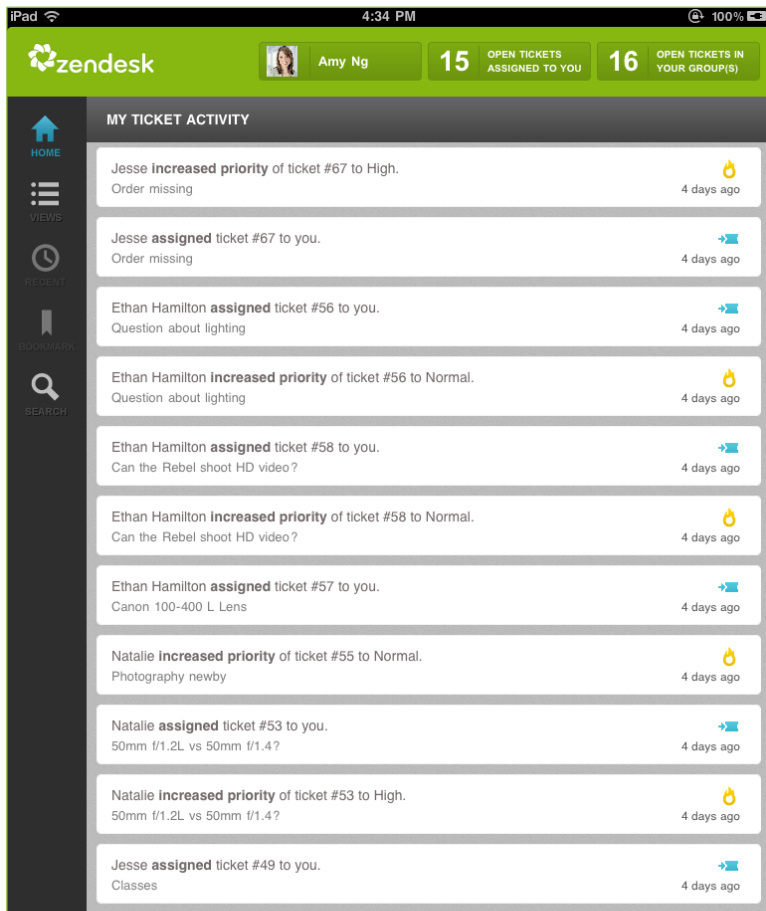 iPad 4:34 PM 100%
zendesk
Amy Ng
15 OPEN TICKETS
ASSIGNED TO YOU
16 OPEN TICKETS IN
YOUR GROUP(S)
HOME
VIEWS
RECENT
BOOKMARK
SEARCH
MY TICKET ACTIVITY
Jesse increased priority of ticket #67 to High.
Order missing 4 days ago
Jesse assigned ticket #67 to you.
Order missing 4 days ago
Ethan Hamilton assigned ticket #56 to you.
Question about lighting 4 days ago
Ethan Hamilton increased priority of ticket #56 to Normal.
Question about lighting 4 days ago
Ethan Hamilton assigned ticket #58 to you.
Can the Rebel shoot HD video? 4 days ago
Ethan Hamilton increased priority of ticket #58 to Normal.
Can the Rebel shoot HD video? 4 days ago
Ethan Hamilton assigned ticket #57 to you.
Canon 100-400 L Lens 4 days ago
Natalie increased priority of ticket #55 to Normal.
Photography newby 4 days ago
Natalie assigned ticket #53 to you.
50mm f/1.2L vs 50mm f/1.4? 4 days ago
Natalie increased priority of ticket #53 to High.
50mm f/1.2L vs 50mm f/1.4? 4 days ago
Jesse assigned ticket #49 to you.
Classes 4 days ago